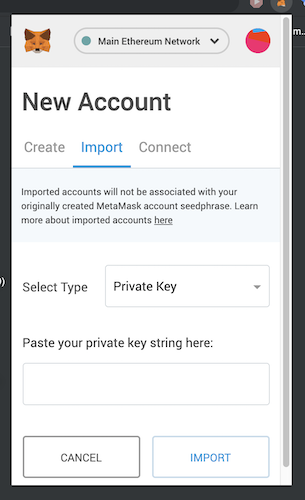 Main Ethereum Network
m...
New Account
Create Import Connect
Imported accounts will not be associated with your
originally created MetaMask account seedphrase. Learn
more about imported accounts here
)
Select Type Private Key
Paste your private key string here:
CANCEL IMPORT